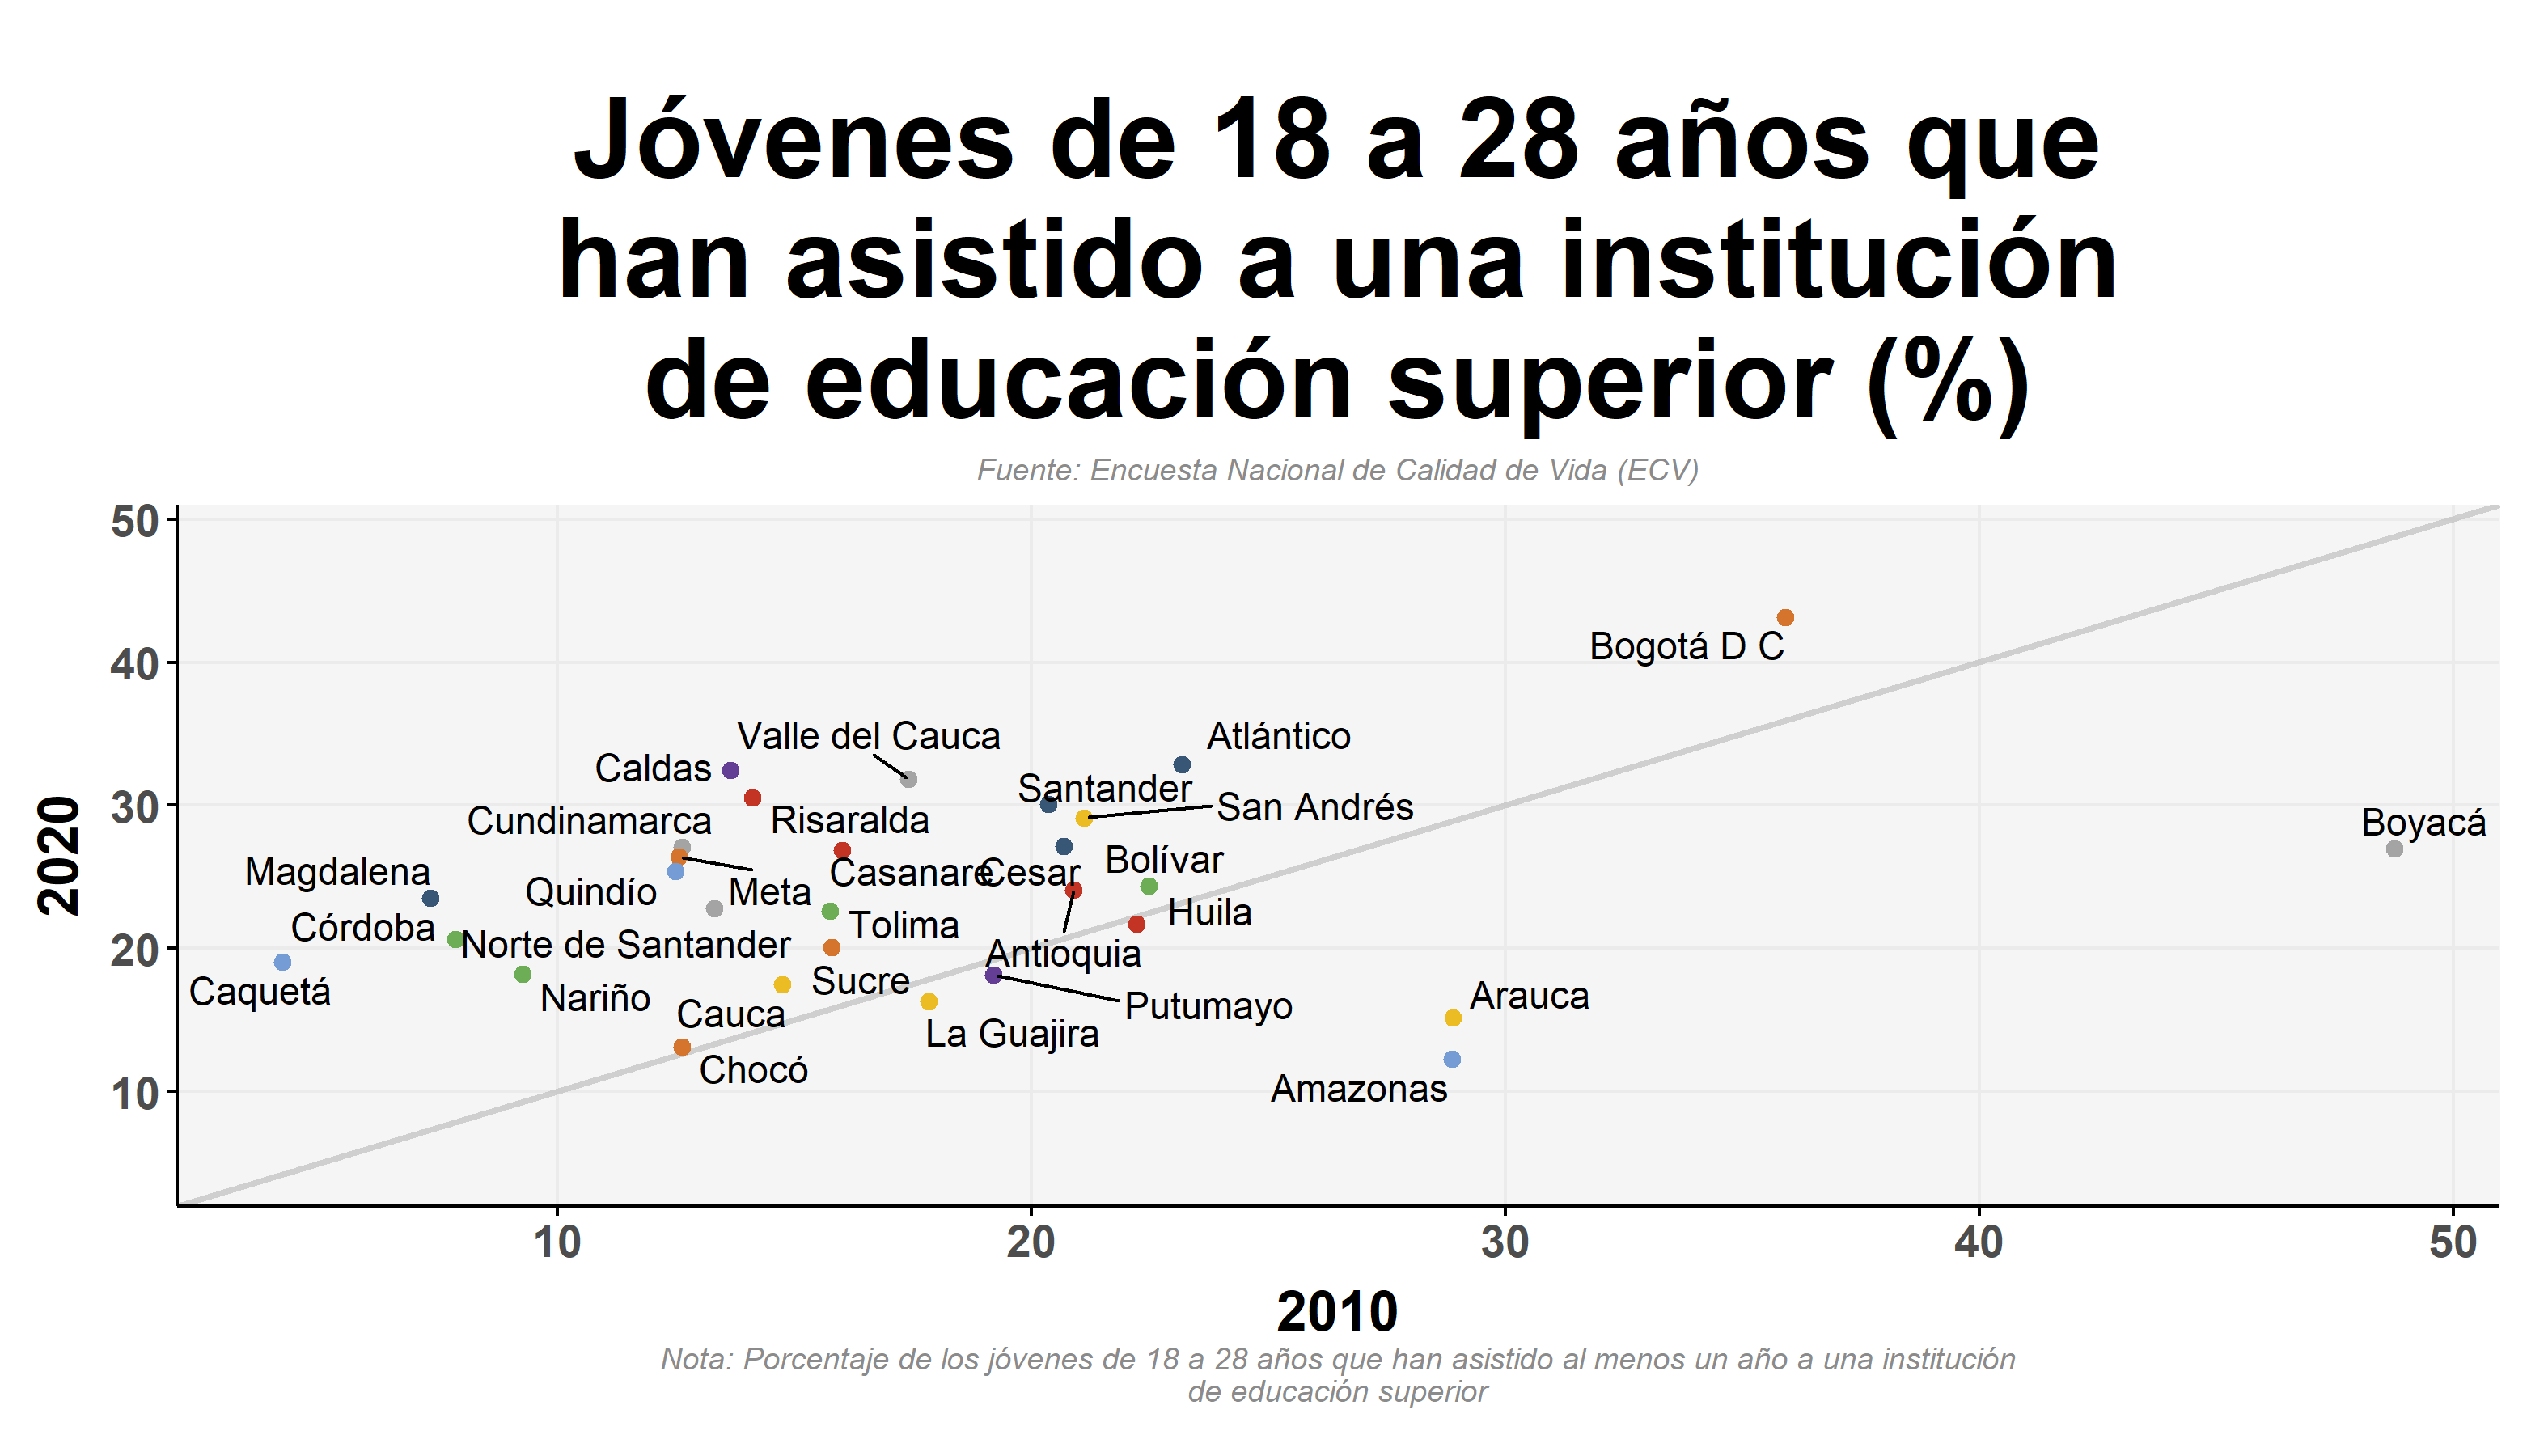 Jóvenes de 18 a 28 años que
han asistido a una institución
de educación superior (%)
Fuente: Encuesta Nacional de Calidad de Vida (ECV)
50
40
30
20
10
2020
Bogotá D C
Valle del Cauca
Atlántico
Caldas
Santander
San Andrés
Cundinamarca
Risaralda
Boyacá
Magdalena
Casanare
Cesar
Bolívar
Quindío
Meta
Huila
Córdoba
Tolima
Norte de Santander
Antioquia
Caquetá
Nariño
Sucre
Putumayo
Arauca
Cauca
La Guajira
Chocó
Amazonas
10
20
30
40
50
2010
Nota: Porcentaje de los jóvenes de 18 a 28 años que han asistido al menos un año a una institución
de educación superior